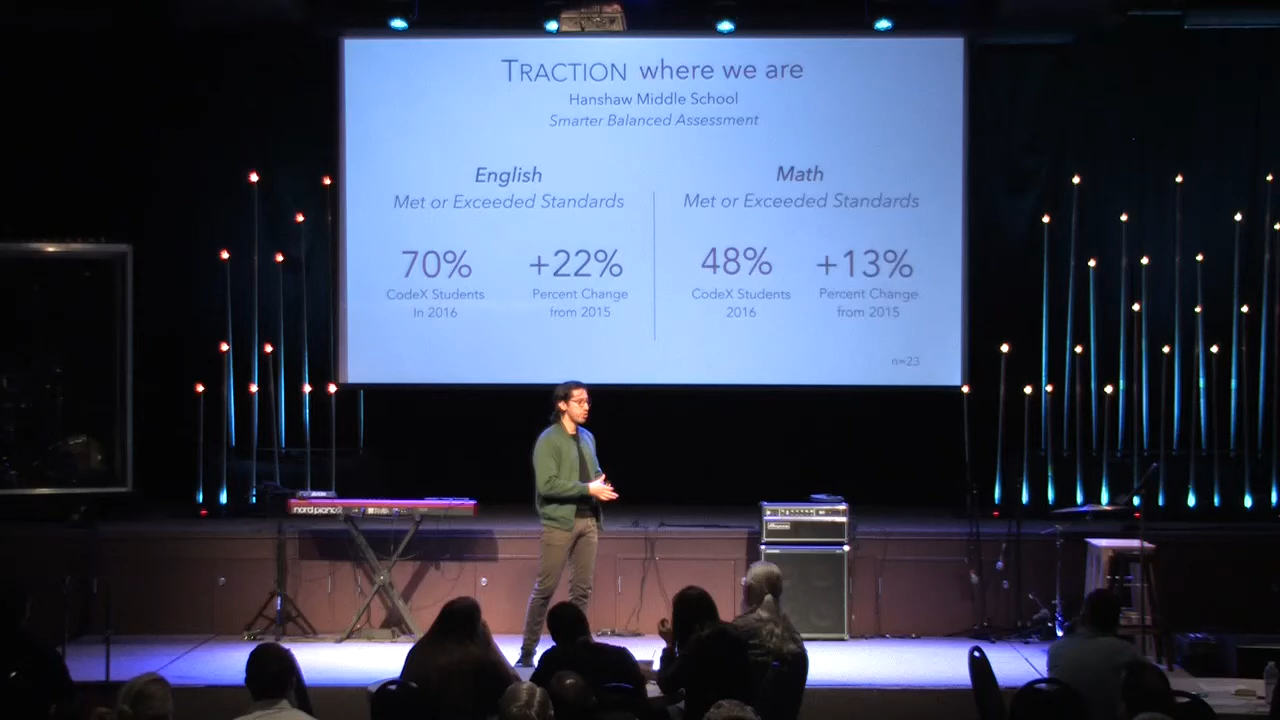 TRACTION where we are
Hanshaw Middle School
Smarter Balanced Assessment
English
Met or Exceeded Standards
70%
CodeX Students
In 2016
+22%
Percent Change
from 2015
Math
Met or Exceeded Standards
48%
CodeX Students
2016
+13%
Percent Change
from 2015
n=23
nord piano
Ampeg